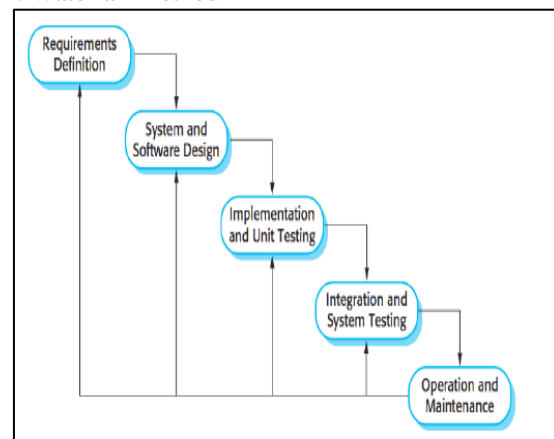 Requirements
Definition
System and
Software Design
Implementation
and Unit Testing
Integration and
System Testing
Operation and
Maintenance